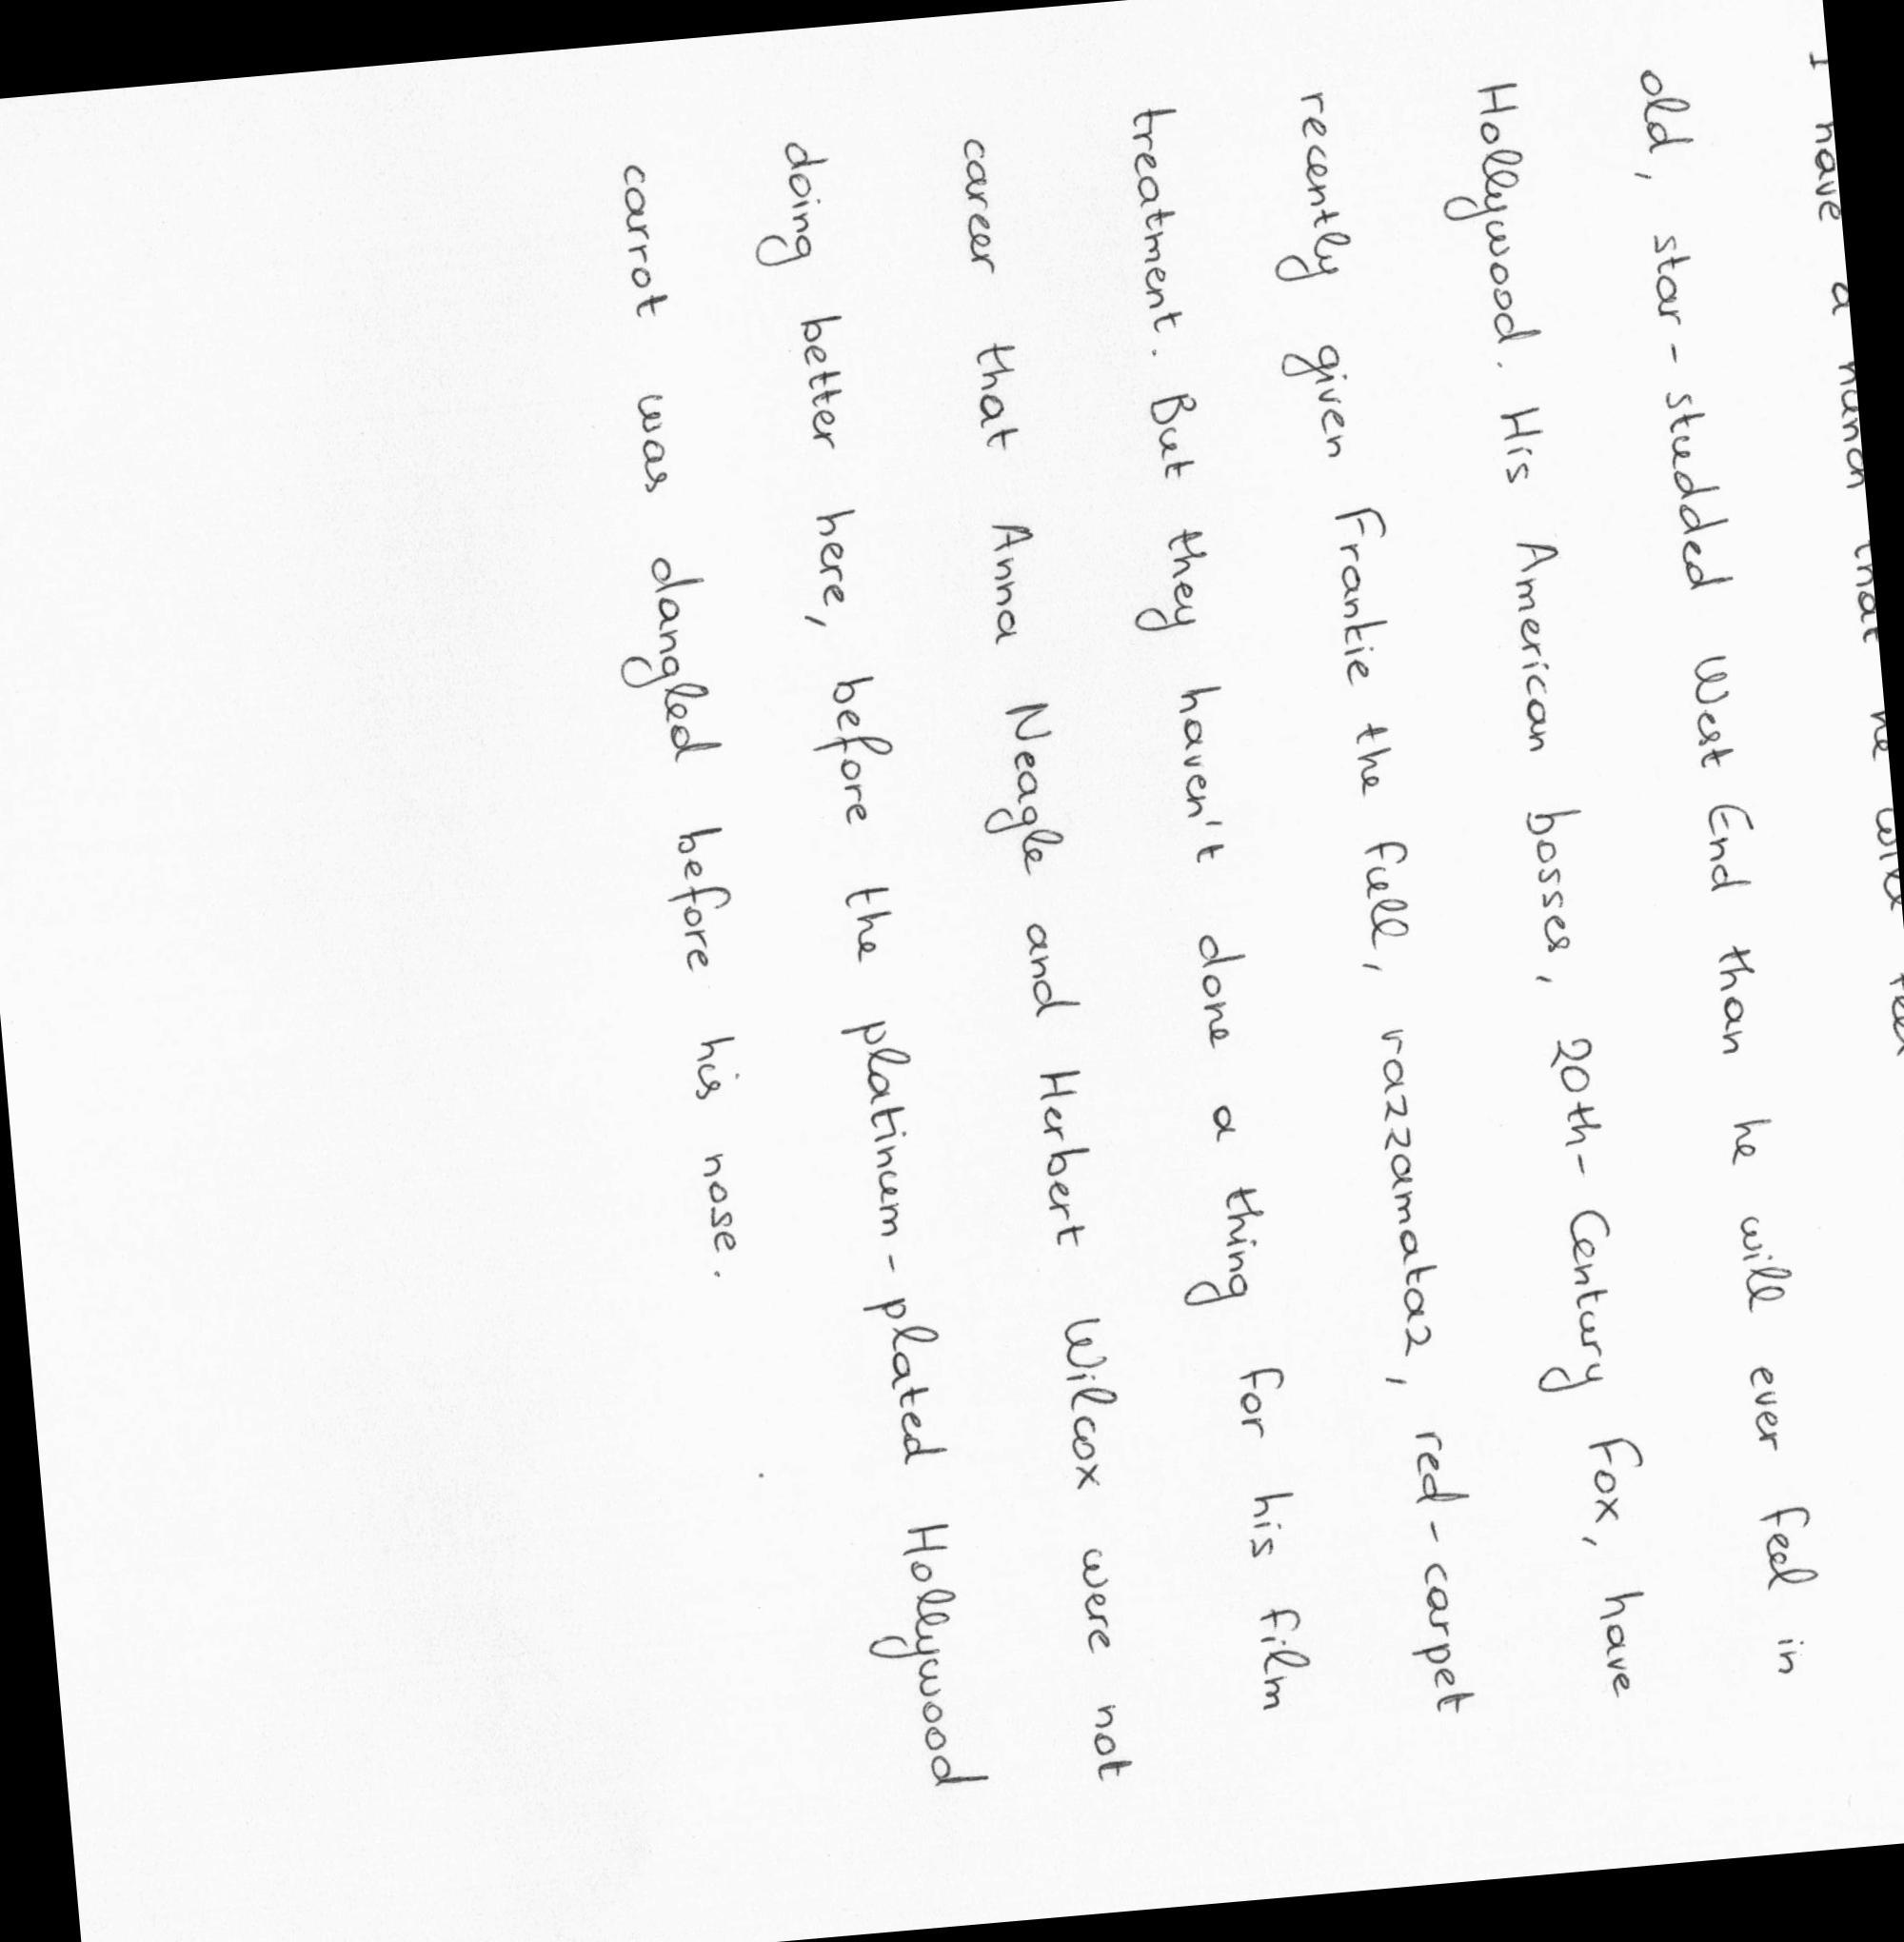 I have a hunch that he will
old, star-studded West End than he will ever feel in
Hollywood. His American bosses, 20th-Century Fox, have
recently given Frankie the full, razzamataz, red-carpet
treatment. But they haven't done a thing for his film
career that Anna Neagle and Herbert Wilcox were not
doing better here, before the platinum-plated Hollywood
carrot was dangled before his nose.